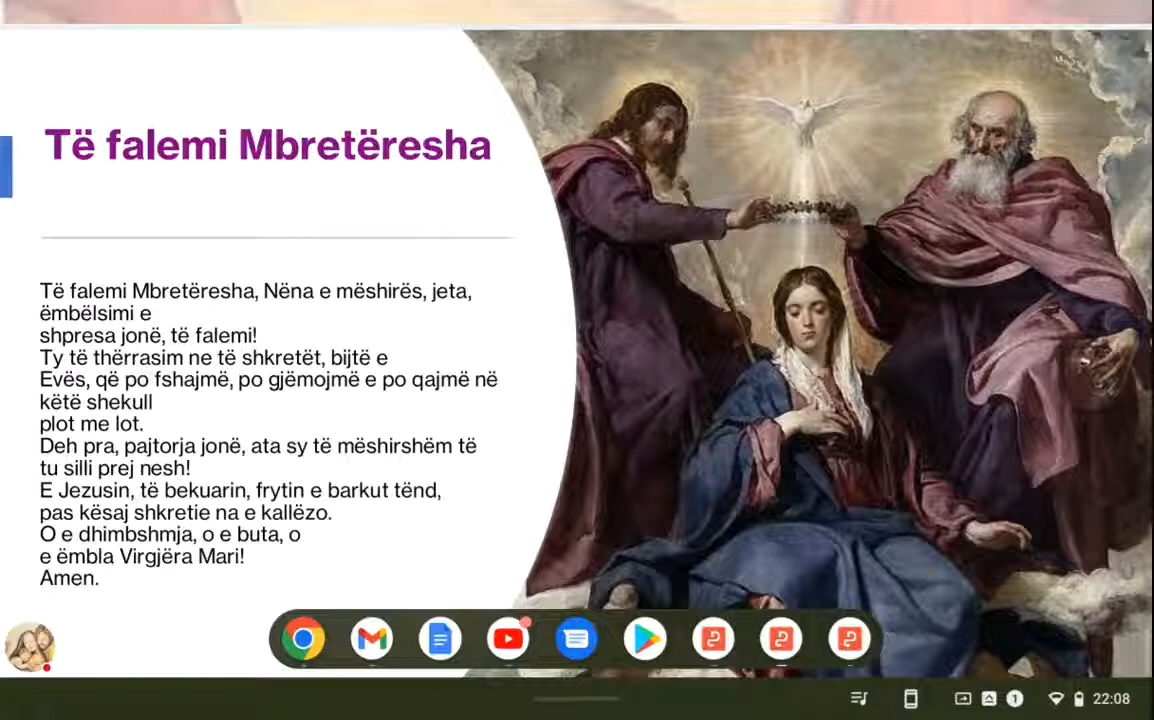 Të falemi Mbretëresha
Të falemi Mbretëresha, Nëna e mëshirës, jeta,
ëmbëlsimi e
shpresa jonë, të falemi!
Ty të thërrasim ne të shkretët, bijtë e
Evës, që po fshajmë, po gjëmojmë e po qajmë në
këtë shekull
plot me lot.
Deh pra, pajtorja jonë, ata sy të mëshirshëm të
tu silli prej nesh!
E Jezusin, të bekuarin, frytin e barkut tënd,
pas kësaj shkretie na e kallëzo.
O e dhimbshmja, o e buta, o
e ëmbla Virgjëra Mari!
Amen.
1 22:08